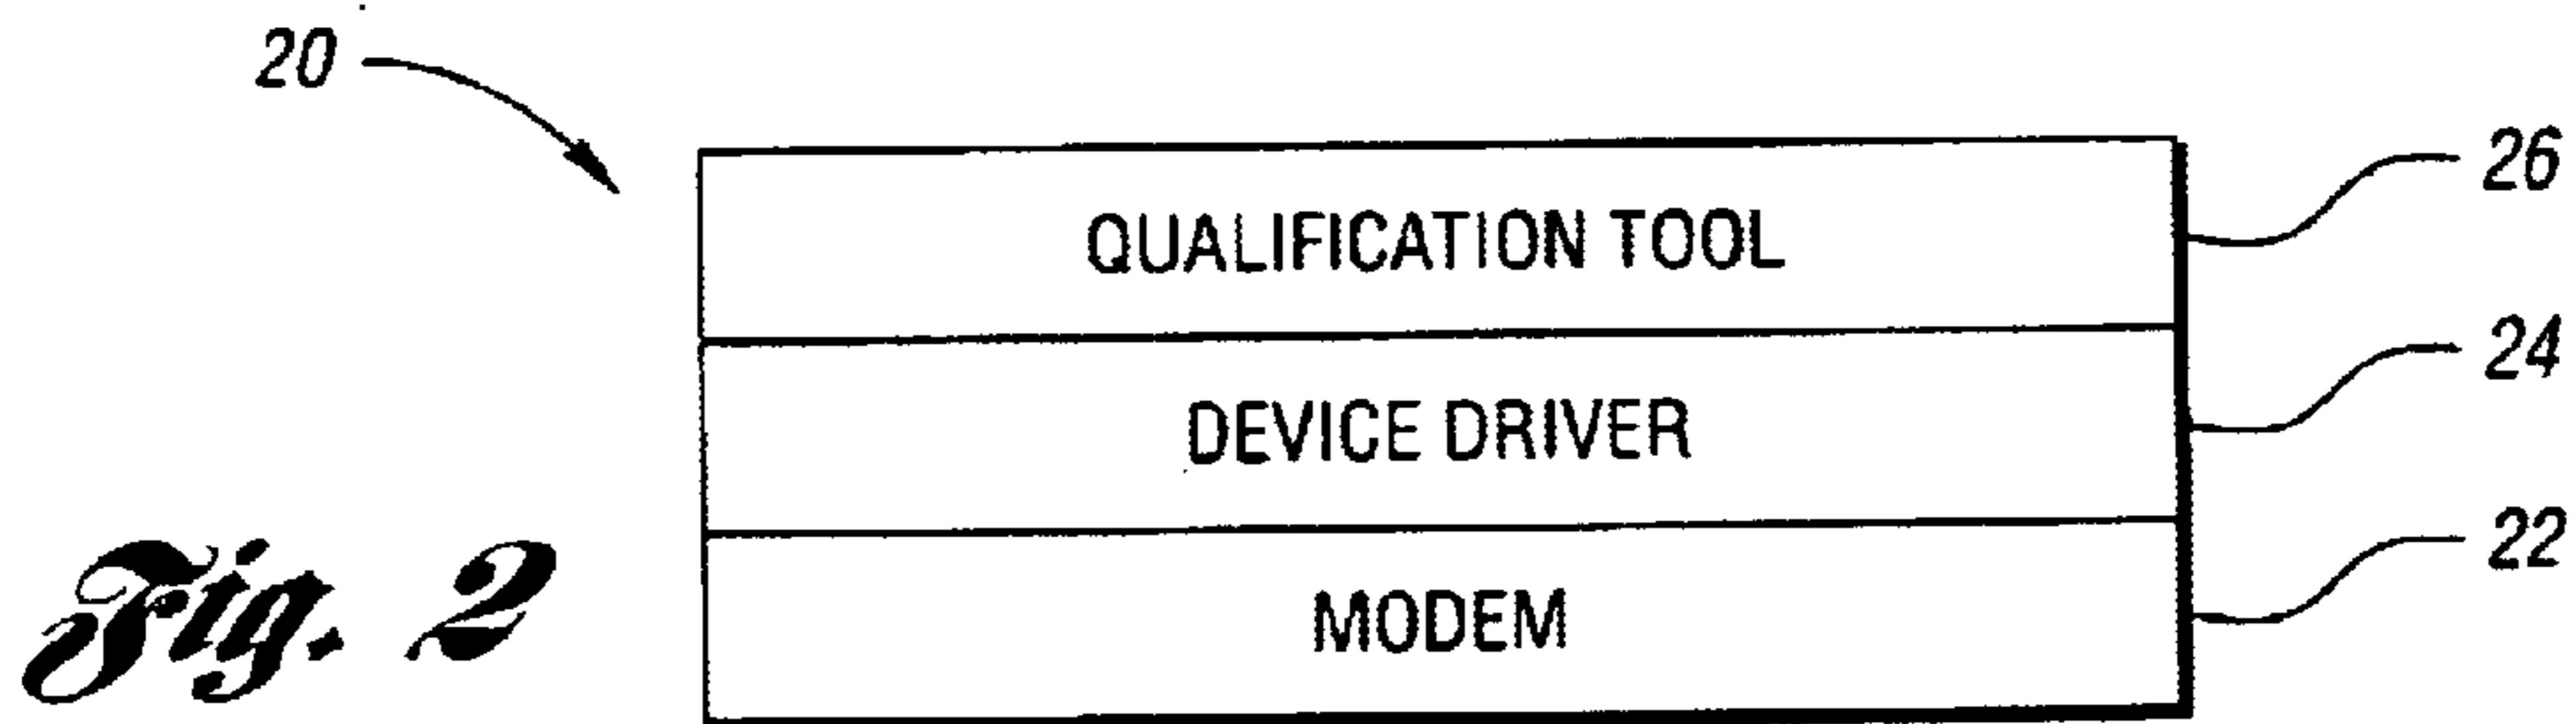 20
QUALIFICATION TOOL 26
DEVICE DRIVER 24
MODEM 22
Fig. 2